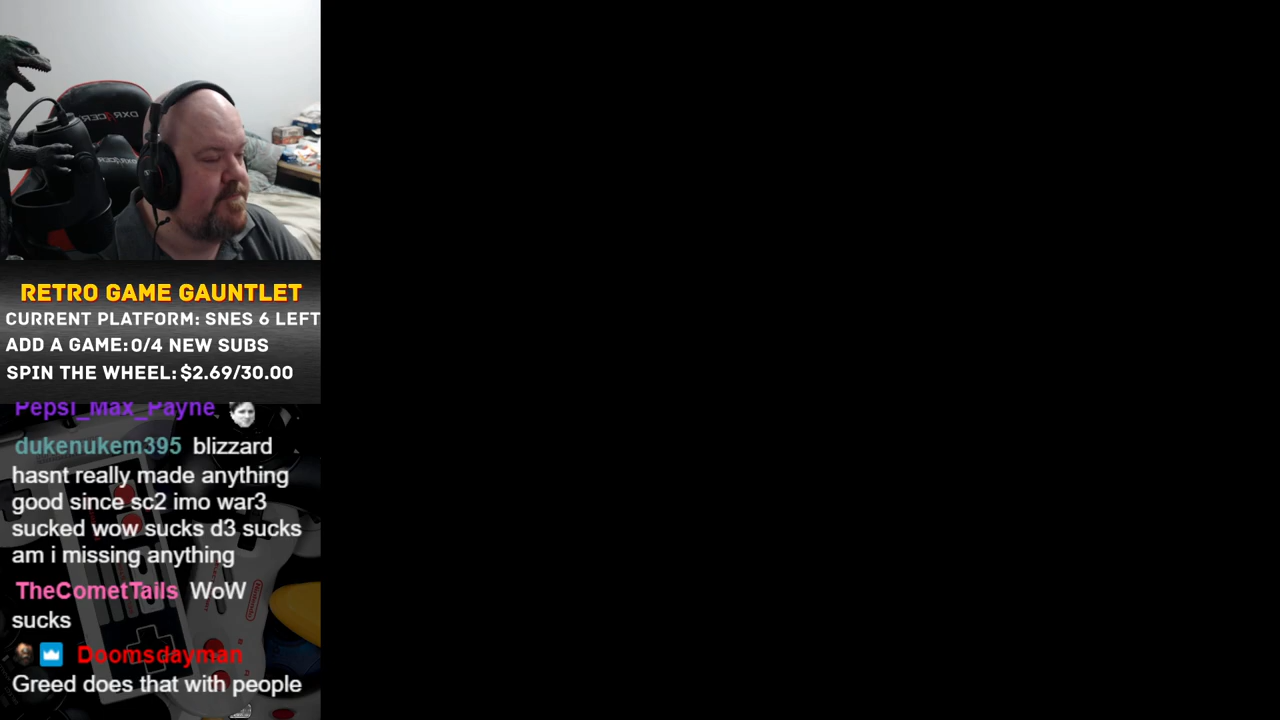 RETRO GAME GAUNTLET
CURRENT PLATFORM: SNES 6 LEFT
ADD A GAME: 0/4 NEW SUBS
SPIN THE WHEEL: $2.69/30.00
Pepsi_Max_Payne
dukenukem395 blizzard
hasnt really made anything
good since sc2 imo war3
sucked wow sucks d3 sucks
am i missing anything
TheCometTails WoW
sucks
Doomsdayman
Greed does that with people